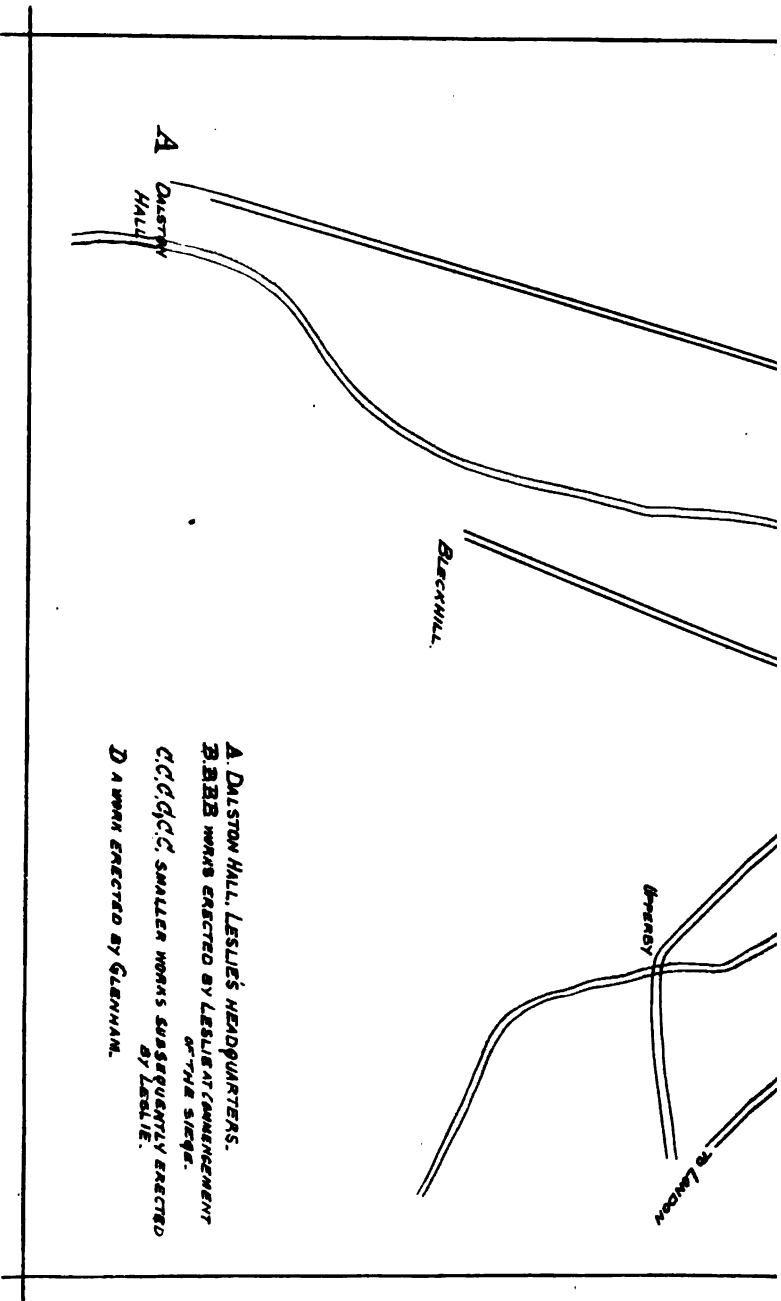 A
DALSTON
HALL
BLECKHILL.
UPPERBY
TO LONDON
A. DALSTON HALL, LESLIE'S HEADQUARTERS.
B.B.B.B WORKS ERECTED BY LESLIE AT COMMENCEMENT
OF THE SIEGE.
C.C.C.C,C.C. SMALLER WORKS SUBSEQUENTLY ERECTED
BY LESLIE.
D A WORK ERECTED BY GLENHAM.